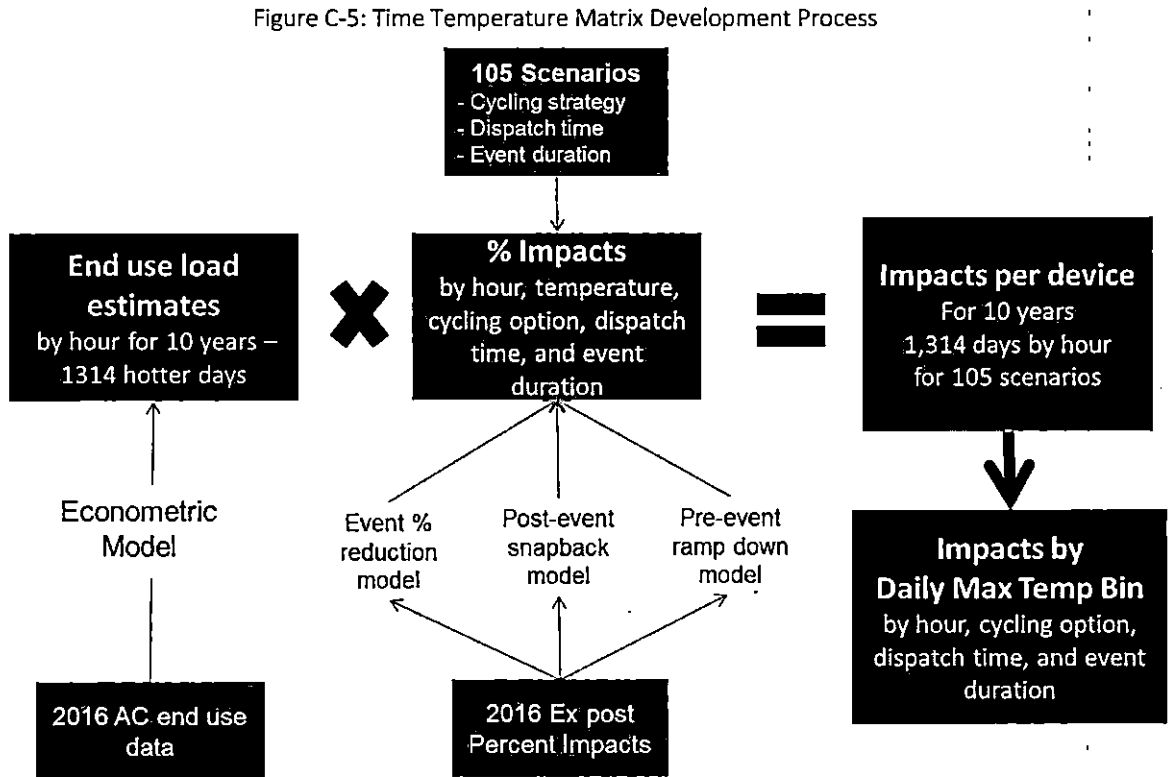 Figure C-5: Time Temperature Matrix Development Process
105 Scenarios
- Cycling strategy
- Dispatch time
- Event duration
End use load
estimates
by hour for 10 years –
1314 hotter days
% Impacts
by hour, temperature,
cycling option, dispatch
time, and event
duration
Impacts per device
For 10 years
1,314 days by hour
for 105 scenarios
Econometric
Model
Event %
reduction
model
Post-event
snapback
model
Pre-event
ramp down
model
Impacts by
Daily Max Temp Bin
by hour, cycling option,
dispatch time, and event
duration
2016 AC end use
data
2016 Ex post
Percent Impacts